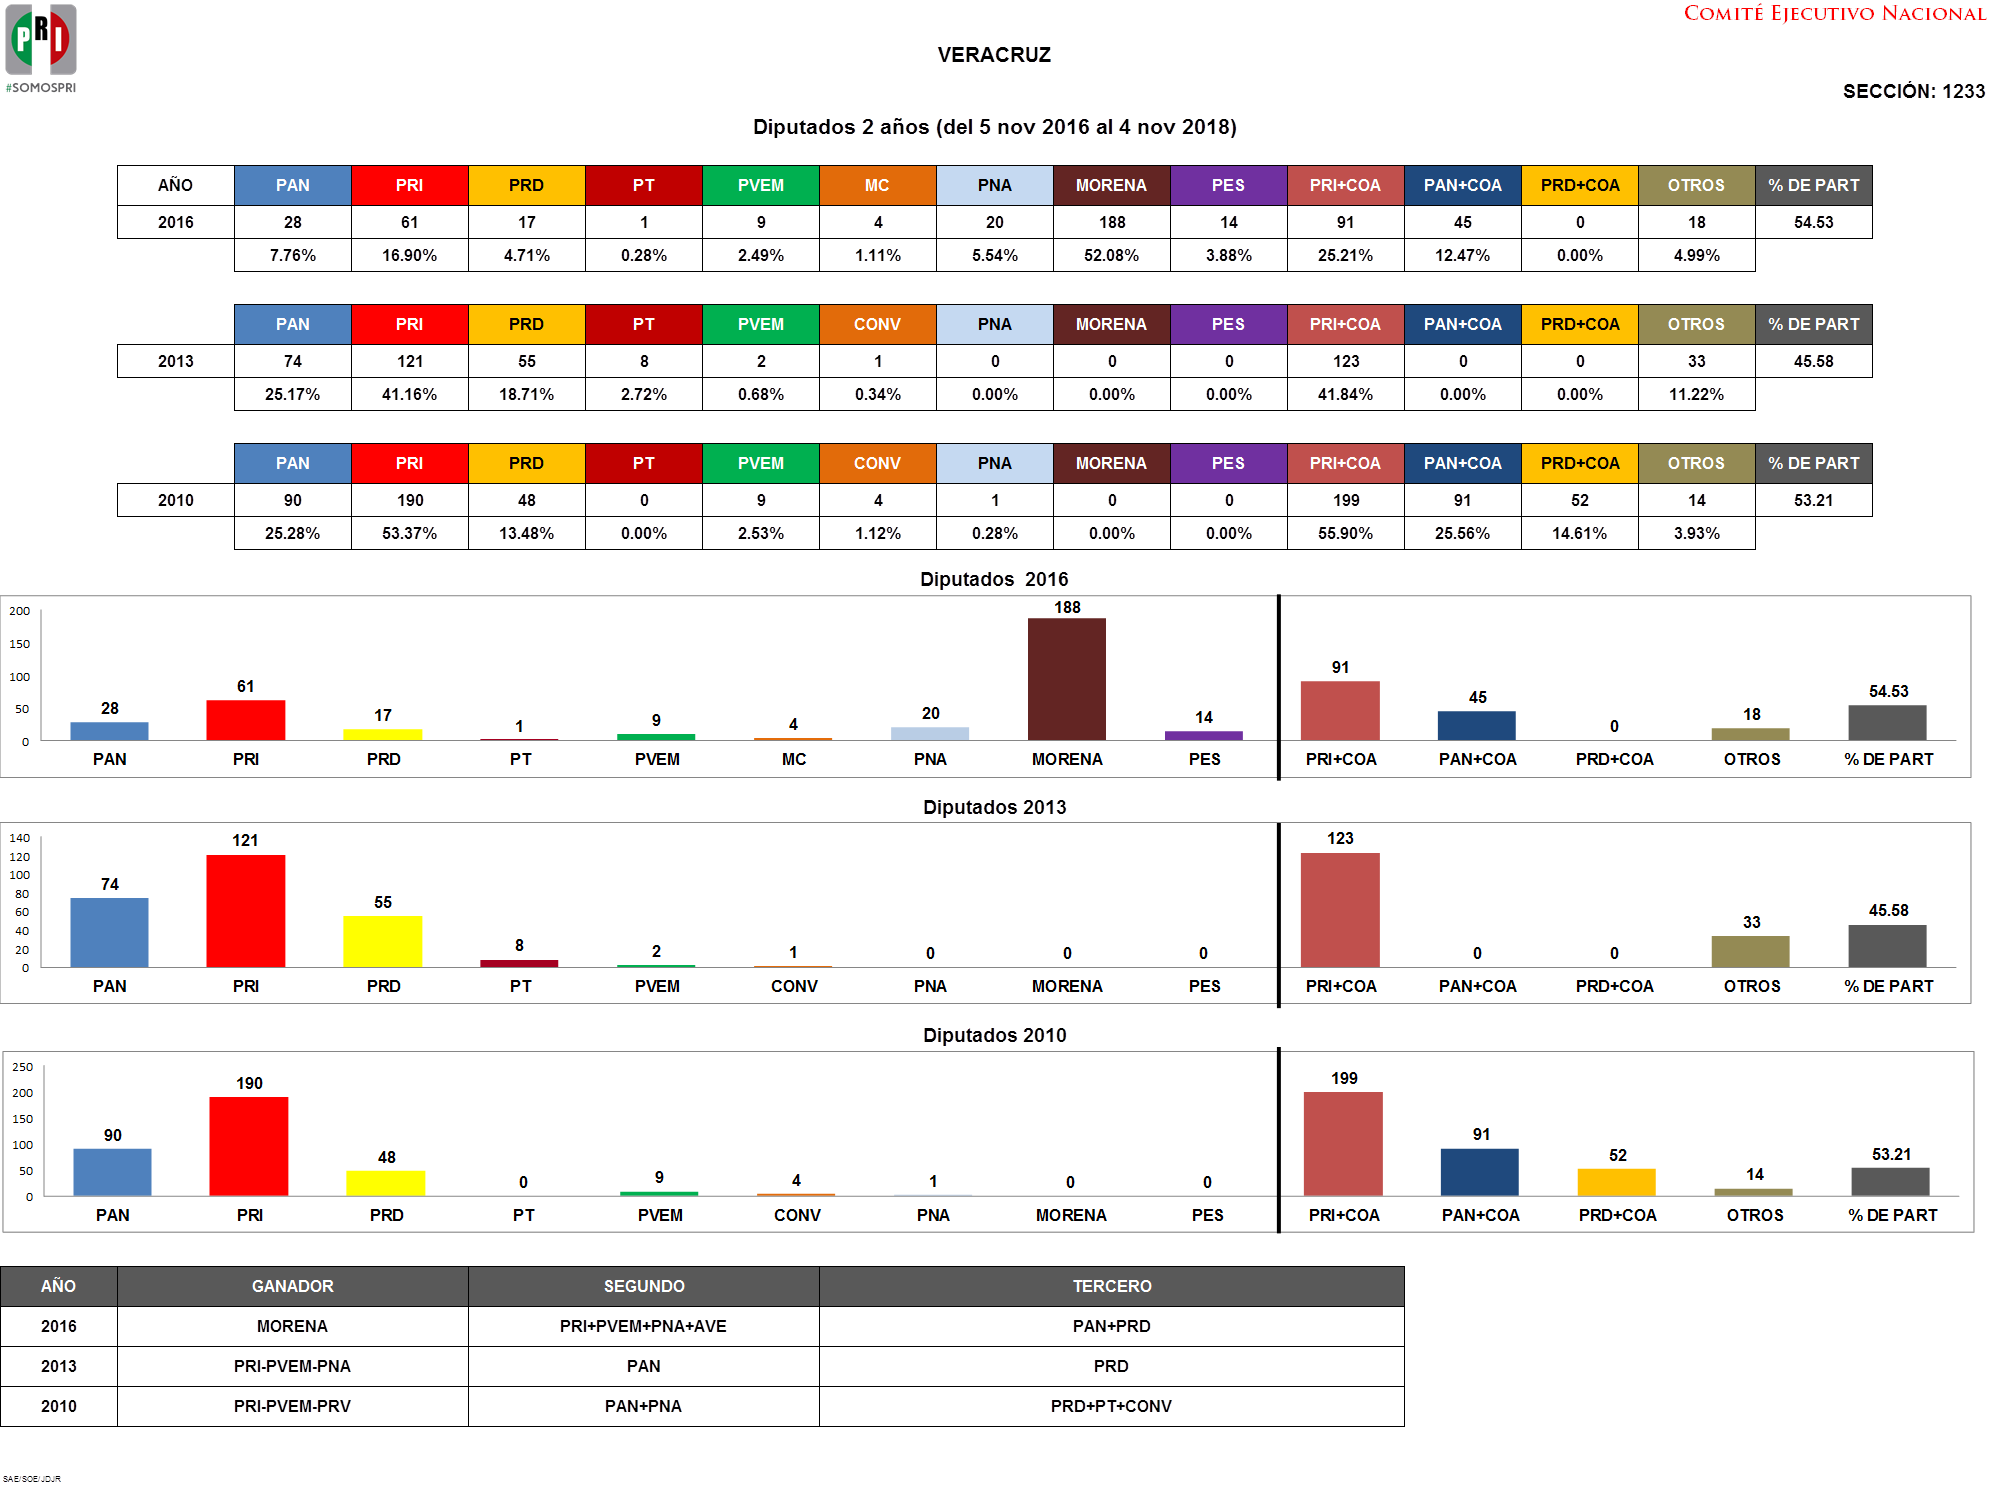 COMITÉ EJECUTIVO NACIONAL
PRI
#SOMOSPRI
VERACRUZ
SECCIÓN: 1233
Diputados 2 años (del 5 nov 2016 al 4 nov 2018)
AÑO PAN PRI PRD PT PVEM MC PNA MORENA PES PRI+COA PAN+COA PRD+COA OTROS % DE PART
2016 28 61 17 1 9 4 20 188 14 91 45 0 18 54.53
7.76% 16.90% 4.71% 0.28% 2.49% 1.11% 5.54% 52.08% 3.88% 25.21% 12.47% 0.00% 4.99%
PAN PRI PRD PT PVEM CONV PNA MORENA PES PRI+COA PAN+COA PRD+COA OTROS % DE PART
2013 74 121 55 8 2 1 0 0 0 123 0 0 33 45.58
25.17% 41.16% 18.71% 2.72% 0.68% 0.34% 0.00% 0.00% 0.00% 41.84% 0.00% 0.00% 11.22%
PAN PRI PRD PT PVEM CONV PNA MORENA PES PRI+COA PAN+COA PRD+COA OTROS % DE PART
2010 90 190 48 0 9 4 1 0 0 199 91 52 14 53.21
25.28% 53.37% 13.48% 0.00% 2.53% 1.12% 0.28% 0.00% 0.00% 55.90% 25.56% 14.61% 3.93%
Diputados 2016
200
150
100
50
0
28 61 17 1 9 4 20 188 14 91 45 0 18 54.53
PAN PRI PRD PT PVEM MC PNA MORENA PES PRI+COA PAN+COA PRD+COA OTROS % DE PART
Diputados 2013
140
120
100
80
60
40
20
0
74 121 55 8 2 1 0 0 0 123 0 0 33 45.58
PAN PRI PRD PT PVEM CONV PNA MORENA PES PRI+COA PAN+COA PRD+COA OTROS % DE PART
Diputados 2010
250
200
150
100
50
0
90 190 48 0 9 4 1 0 0 199 91 52 14 53.21
PAN PRI PRD PT PVEM CONV PNA MORENA PES PRI+COA PAN+COA PRD+COA OTROS % DE PART
AÑO GANADOR SEGUNDO TERCERO
2016 MORENA PRI+PVEM+PNA+AVE PAN+PRD
2013 PRI-PVEM-PNA PAN PRD
2010 PRI-PVEM-PRV PAN+PNA PRD+PT+CONV
SAE/SOE/JDJR